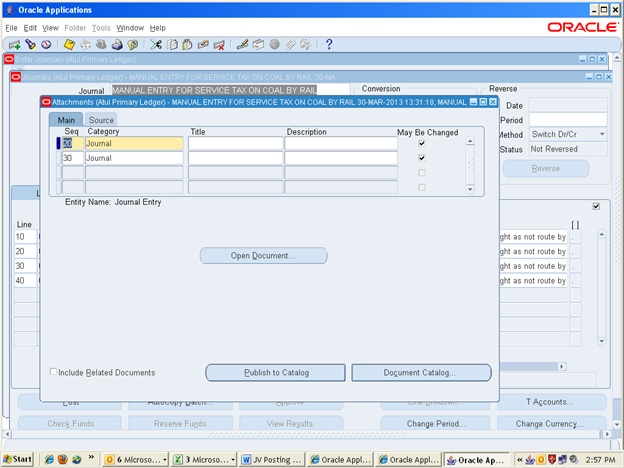 Oracle Applications
File Edit View Folder Tools Window Help
ORACLE
Enter Journals (Atul Primary Ledger)
Journals (Atul Primary Ledger) - MANUAL ENTRY FOR SERVICE TAX ON COAL BY RAIL 30-MA
Journal MANUAL ENTRY FOR SERVICE TAX ON COAL BY RAIL
Conversion
Reverse
Attachments (Atul Primary Ledger) - MANUAL ENTRY FOR SERVICE TAX ON COAL BY RAIL 30-MAR-2013 13:31:18, MANUAL
Date
Main Source
Period
Seq Category Title Description May Be Changed
Method Switch Dr/Cr
20 Journal
Status Not Reversed
30 Journal
Reverse
Entity Name: Journal Entry
Line
[ ]
10
ght as not route by .
20
ght as not route by .
30
ght as not route by .
40
ght as not route by .
Open Document...
Include Related Documents
Publish to Catalog
Document Catalog...
Post
AutoCopy Batch...
Approve
Line Drilldown...
T Accounts...
Check Funds
Reserve Funds
View Results
Change Period...
Change Currency...
Start
6 Microso...
3 Microso...
JV Posting ...
Oracle Appl...
Oracle Appl...
Oracle Ap...
2:57 PM